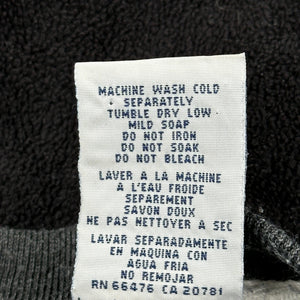 MACHINE WASH COLD
SEPARATELY
TUMBLE DRY LOW
MILD SOAP
DO NOT IRON
DO NOT SOAK
DO NOT BLEACH
LAVER A LA MACHINE
A L'EAU FROIDE
SEPAREMENT
SAVON DOUX
NE PAS NETTOYER A SEC
LAVAR SEPARADAMENTE
EN MAQUINA CON
AGUA FRIA
NO REMOJAR
RN 66476 CA 20781